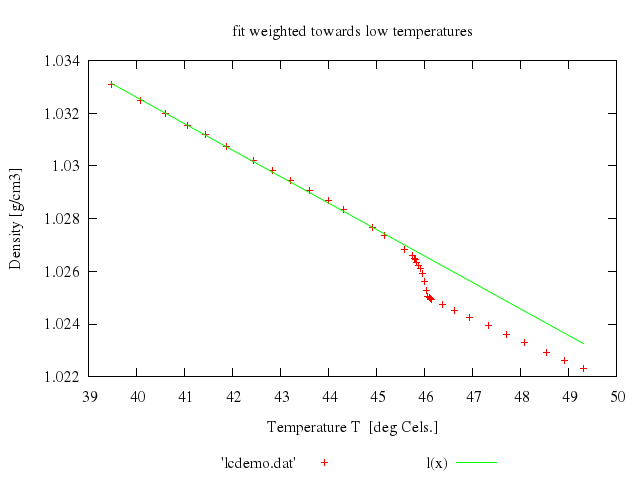 fit weighted towards low temperatures
1.034
1.032
1.03
1.028
1.026
1.024
1.022
Density [g/cm3]
39 40 41 42 43 44 45 46 47 48 49 50
Temperature T [deg Cels.]
'lcdemo.dat' l(x)